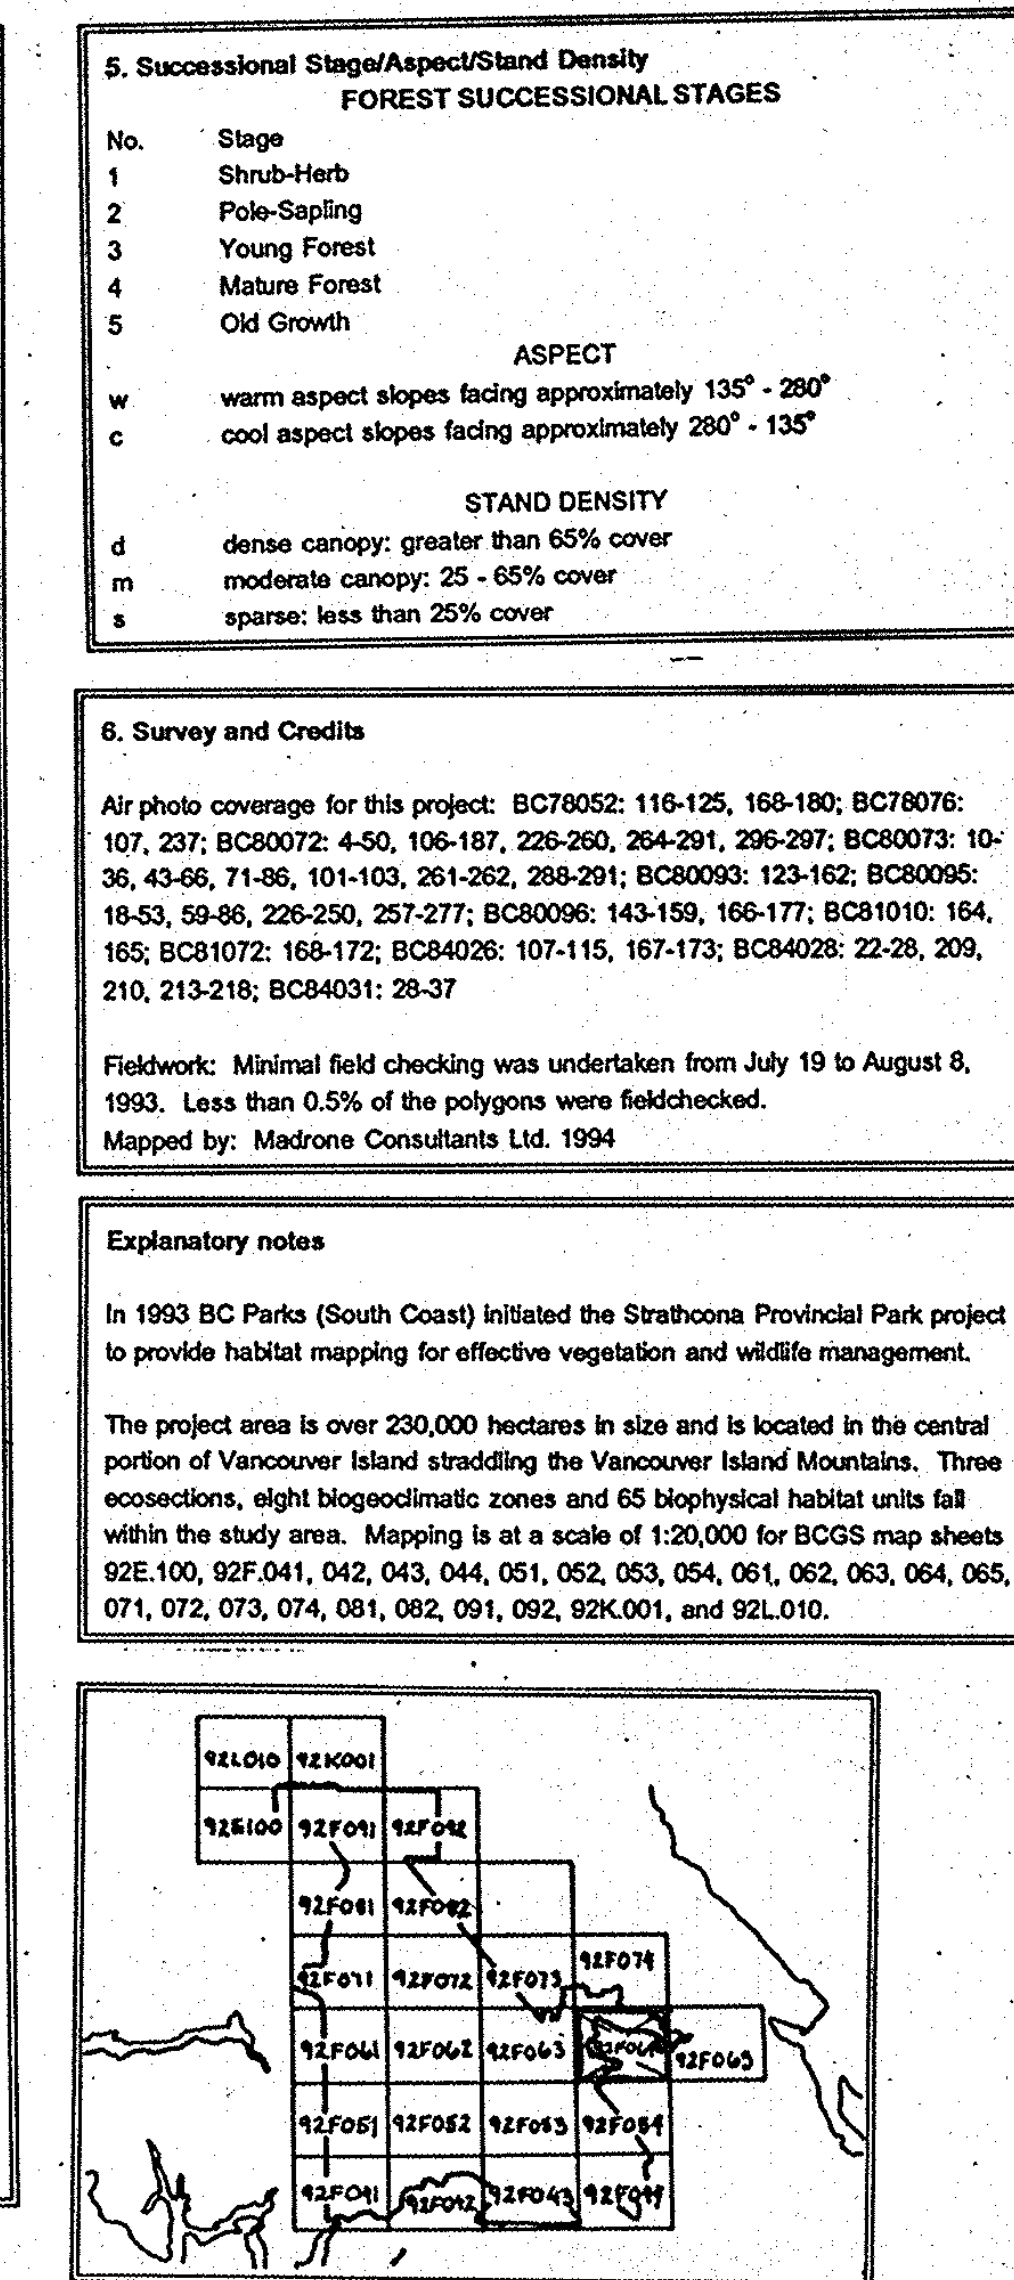 5. Successional Stage/Aspect/Stand Density
FOREST SUCCESSIONAL STAGES
No. Stage
1 Shrub-Herb
2 Pole-Sapling
3 Young Forest
4 Mature Forest
5 Old Growth
ASPECT
w warm aspect slopes facing approximately 135° - 280°
c cool aspect slopes facing approximately 280° - 135°
STAND DENSITY
d dense canopy: greater than 65% cover
m moderate canopy: 25 - 65% cover
s sparse: less than 25% cover
6. Survey and Credits
Air photo coverage for this project: BC78052: 116-125, 168-180; BC78076:
107, 237; BC80072: 4-50, 106-187, 226-260, 264-291, 296-297; BC80073: 10-
36, 43-66, 71-86, 101-103, 261-262, 288-291; BC80093: 123-162; BC80095:
18-53, 59-86, 226-250, 257-277; BC80096: 143-159, 166-177; BC81010: 164,
165; BC81072: 168-172; BC84026: 107-115, 167-173; BC84028: 22-28, 209,
210, 213-218; BC84031: 28-37
Fieldwork: Minimal field checking was undertaken from July 19 to August 8,
1993. Less than 0.5% of the polygons were fieldchecked.
Mapped by: Madrone Consultants Ltd. 1994
Explanatory notes
In 1993 BC Parks (South Coast) initiated the Strathcona Provincial Park project
to provide habitat mapping for effective vegetation and wildlife management.
The project area is over 230,000 hectares in size and is located in the central
portion of Vancouver Island straddling the Vancouver Island Mountains. Three
ecosections, eight biogeoclimatic zones and 65 biophysical habitat units fall
within the study area. Mapping is at a scale of 1:20,000 for BCGS map sheets
92E.100, 92F.041, 042, 043, 044, 051, 052, 053, 054, 061, 062, 063, 064, 065,
071, 072, 073, 074, 081, 082, 091, 092, 92K.001, and 92L.010.
92L010 92K001
92E100 92F091 92F092
92F081 92F082
92F071 92F072 92F073 92F074
92F061 92F062 92F063 92F065
92F051 92F052 92F053 92F054
92F041 92F042 92F043 92F044